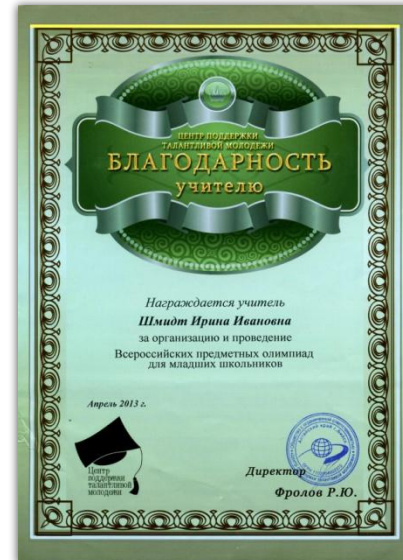 ЦЕНТР ПОДДЕРЖКИ
ТАЛАНТЛИВОЙ МОЛОДЕЖИ
БЛАГОДАРНОСТЬ
учителю
Награждается учитель
Шмидт Ирина Ивановна
за организацию и проведение
Всероссийских предметных олимпиад
для младших школьников
Апрель 2013 г.
Центр
поддержки
талантливой
молодежи
Директор
Фролов Р.Ю.